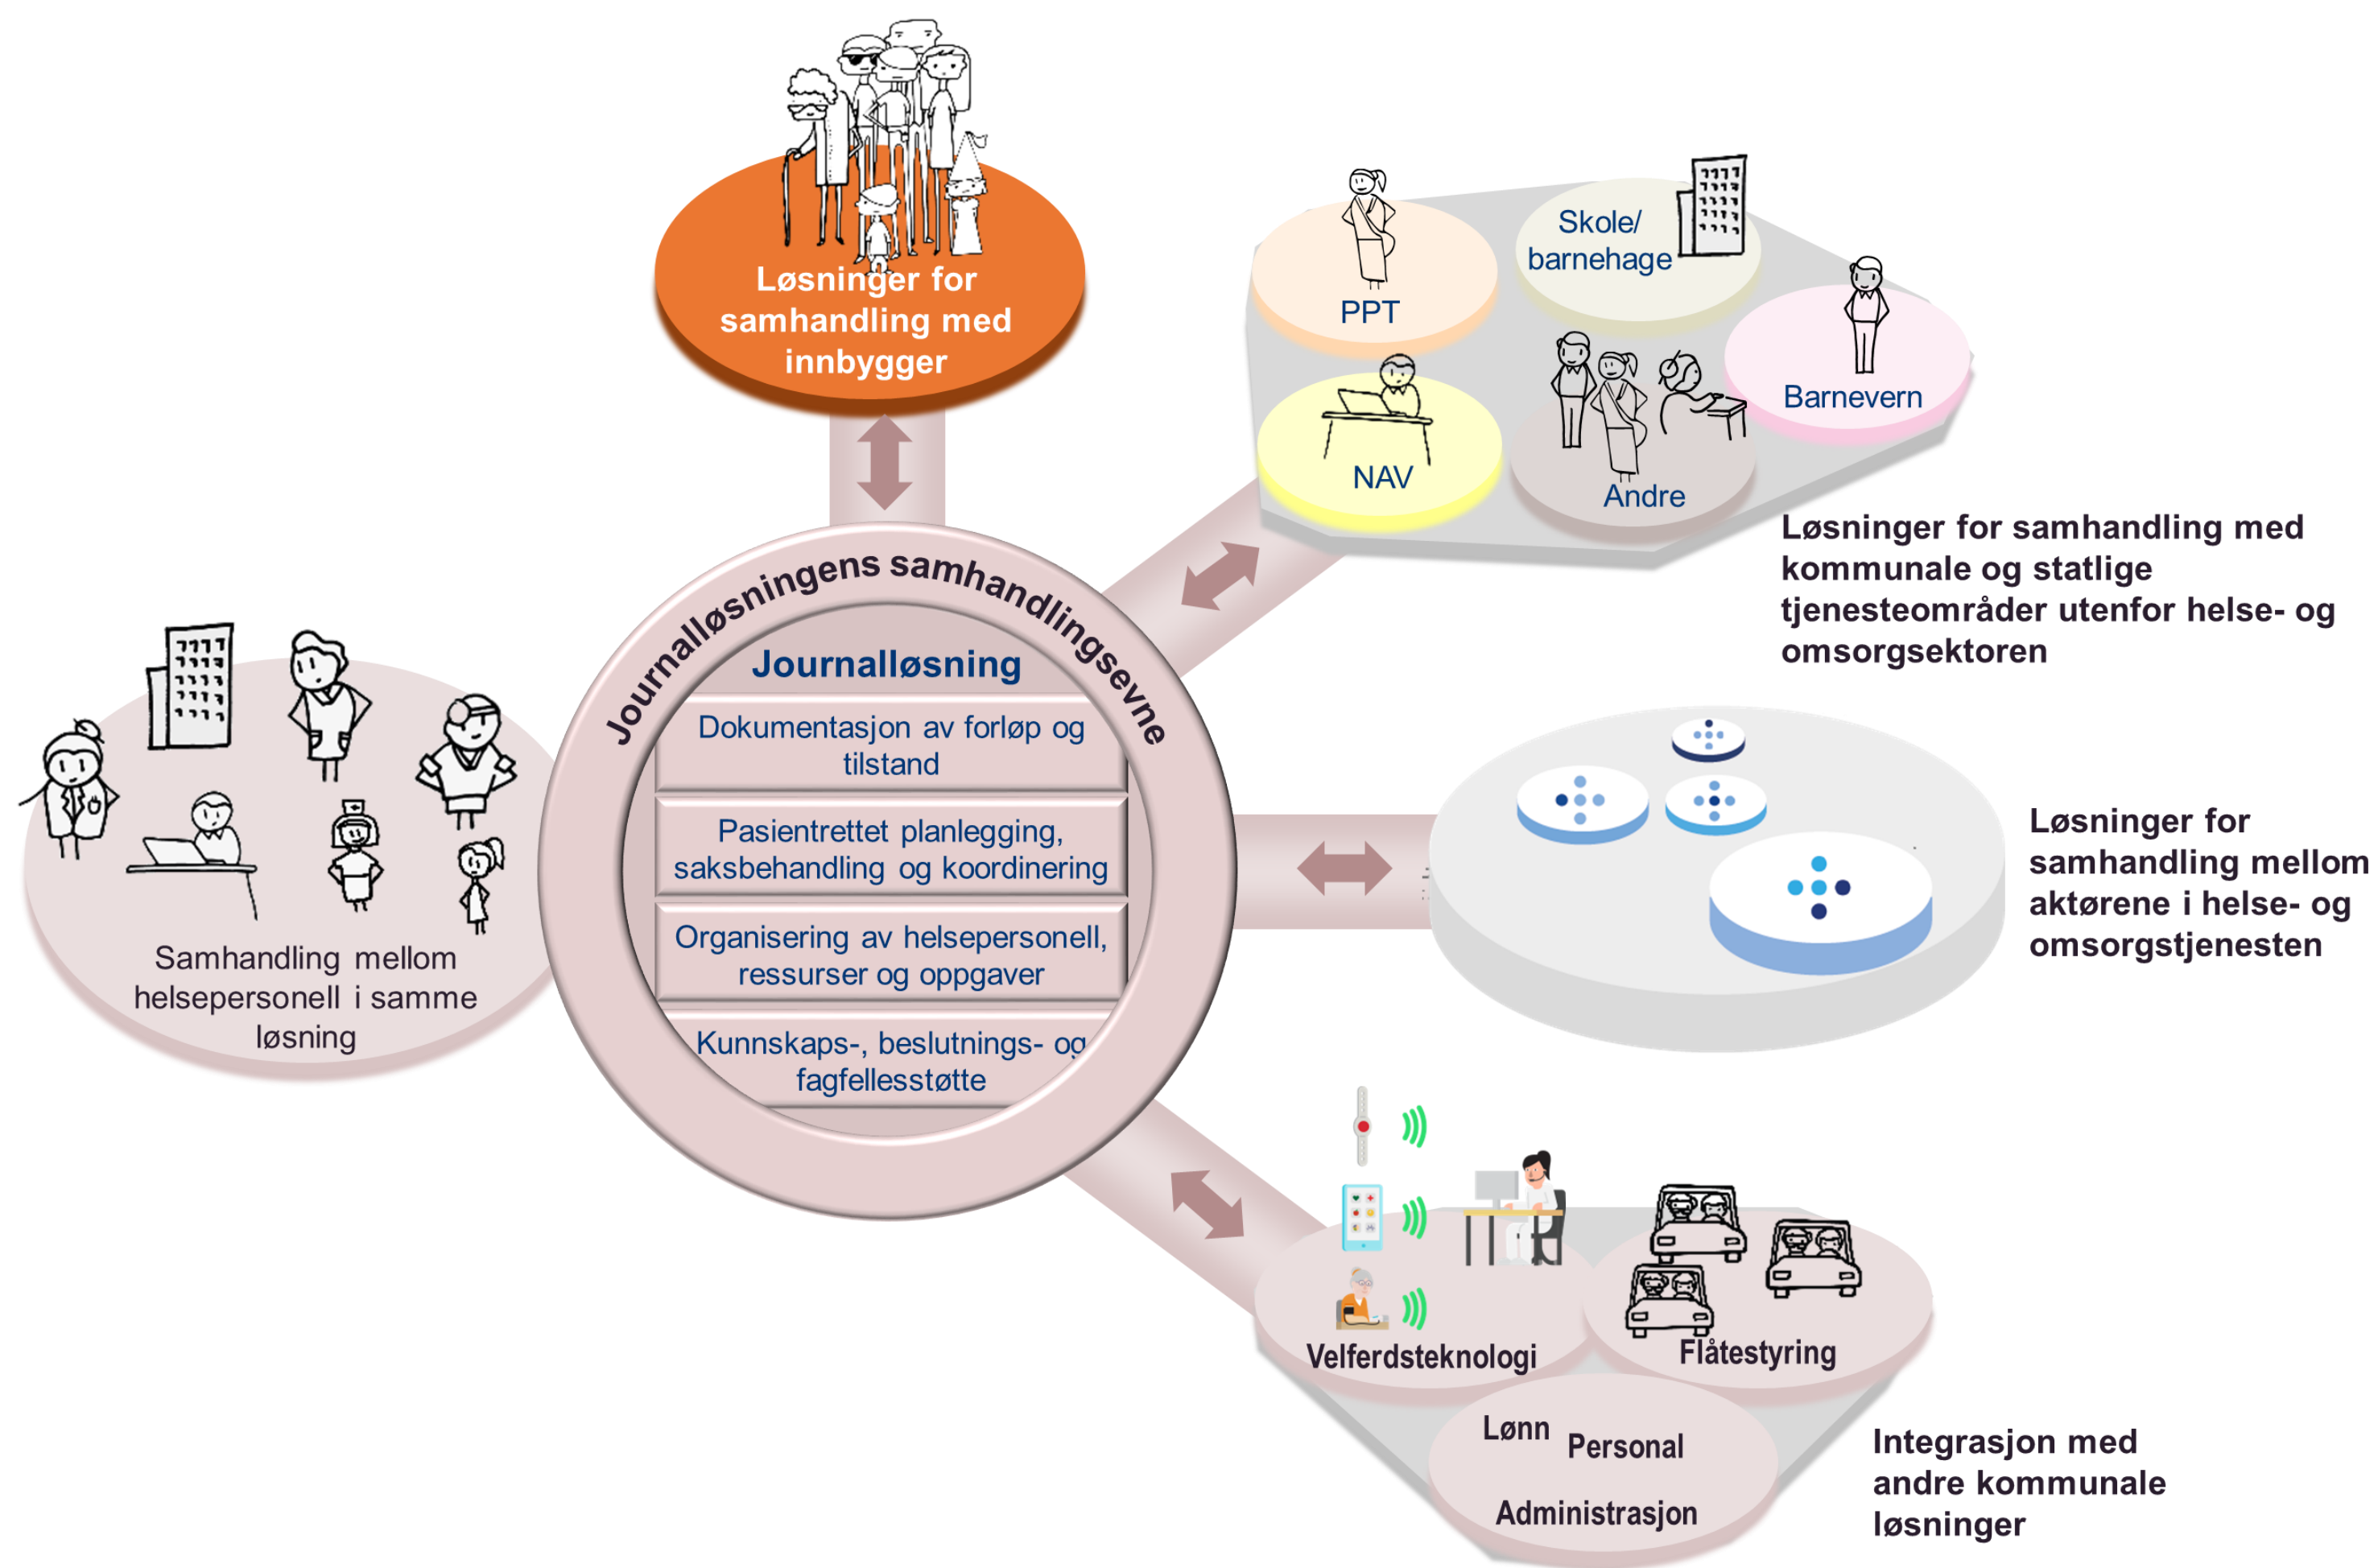 Løsninger for
samhandling med
innbygger
PPT
Skole/
barnehage
Barnevern
NAV
Andre
Løsninger for samhandling med
kommunale og statlige
tjenesteområder utenfor helse- og
omsorgsektoren
Journalløsningens samhandlingsevne
Journalløsning
Dokumentasjon av forløp og
tilstand
Pasientrettet planlegging,
saksbehandling og koordinering
Organisering av helsepersonell,
ressurser og oppgaver
Kunnskaps-, beslutnings- og
fagfellesstøtte
Samhandling mellom
helsepersonell i samme
løsning
Løsninger for
samhandling mellom
aktørene i helse- og
omsorgstjenesten
Velferdsteknologi
Flåtestyring
Lønn
Personal
Administrasjon
Integrasjon med
andre kommunale
løsninger